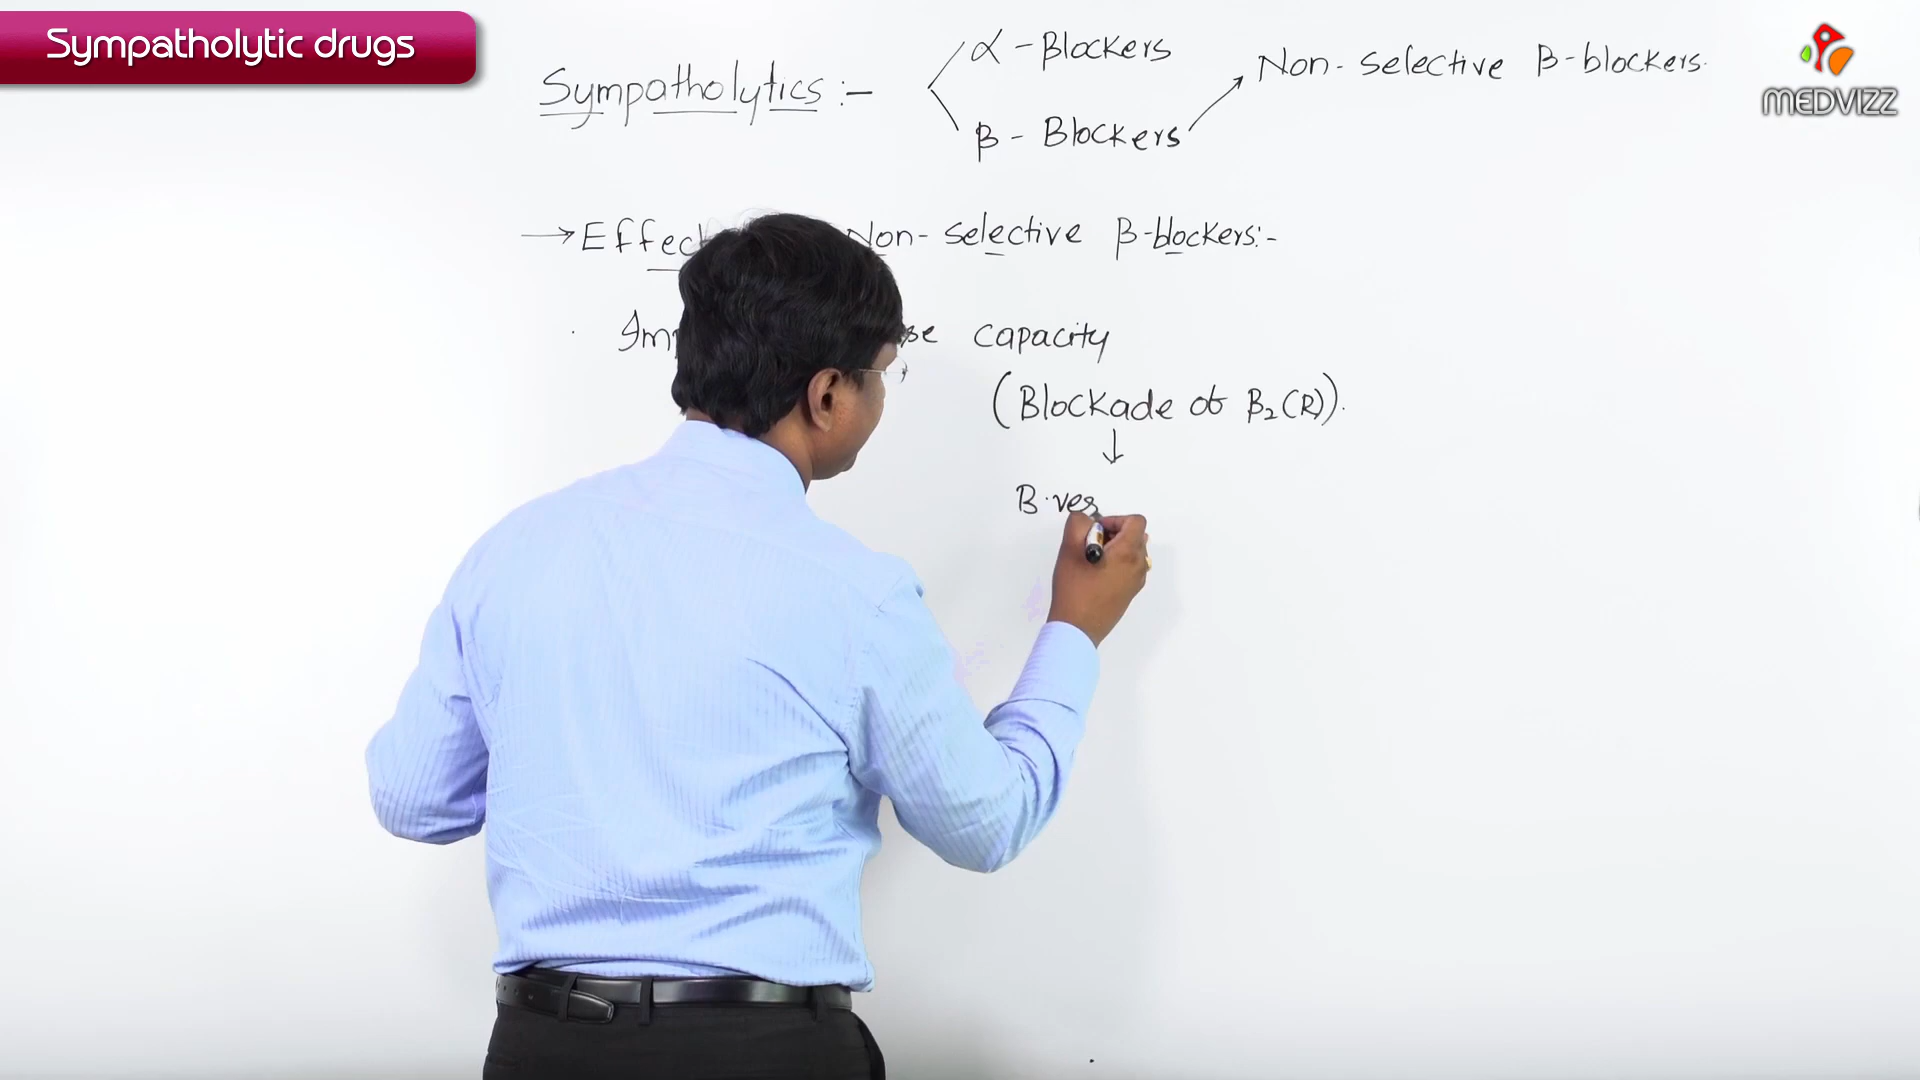 Sympatholytic drugs
MEDVIZZ
Sympatholytics :-
α - Blockers
β - Blockers
Non - Selective β-blockers.
→ Effec Non- Selective β-blockers:-
· Im se capacity
(Blockade of β2(R)).
↓
B.ves